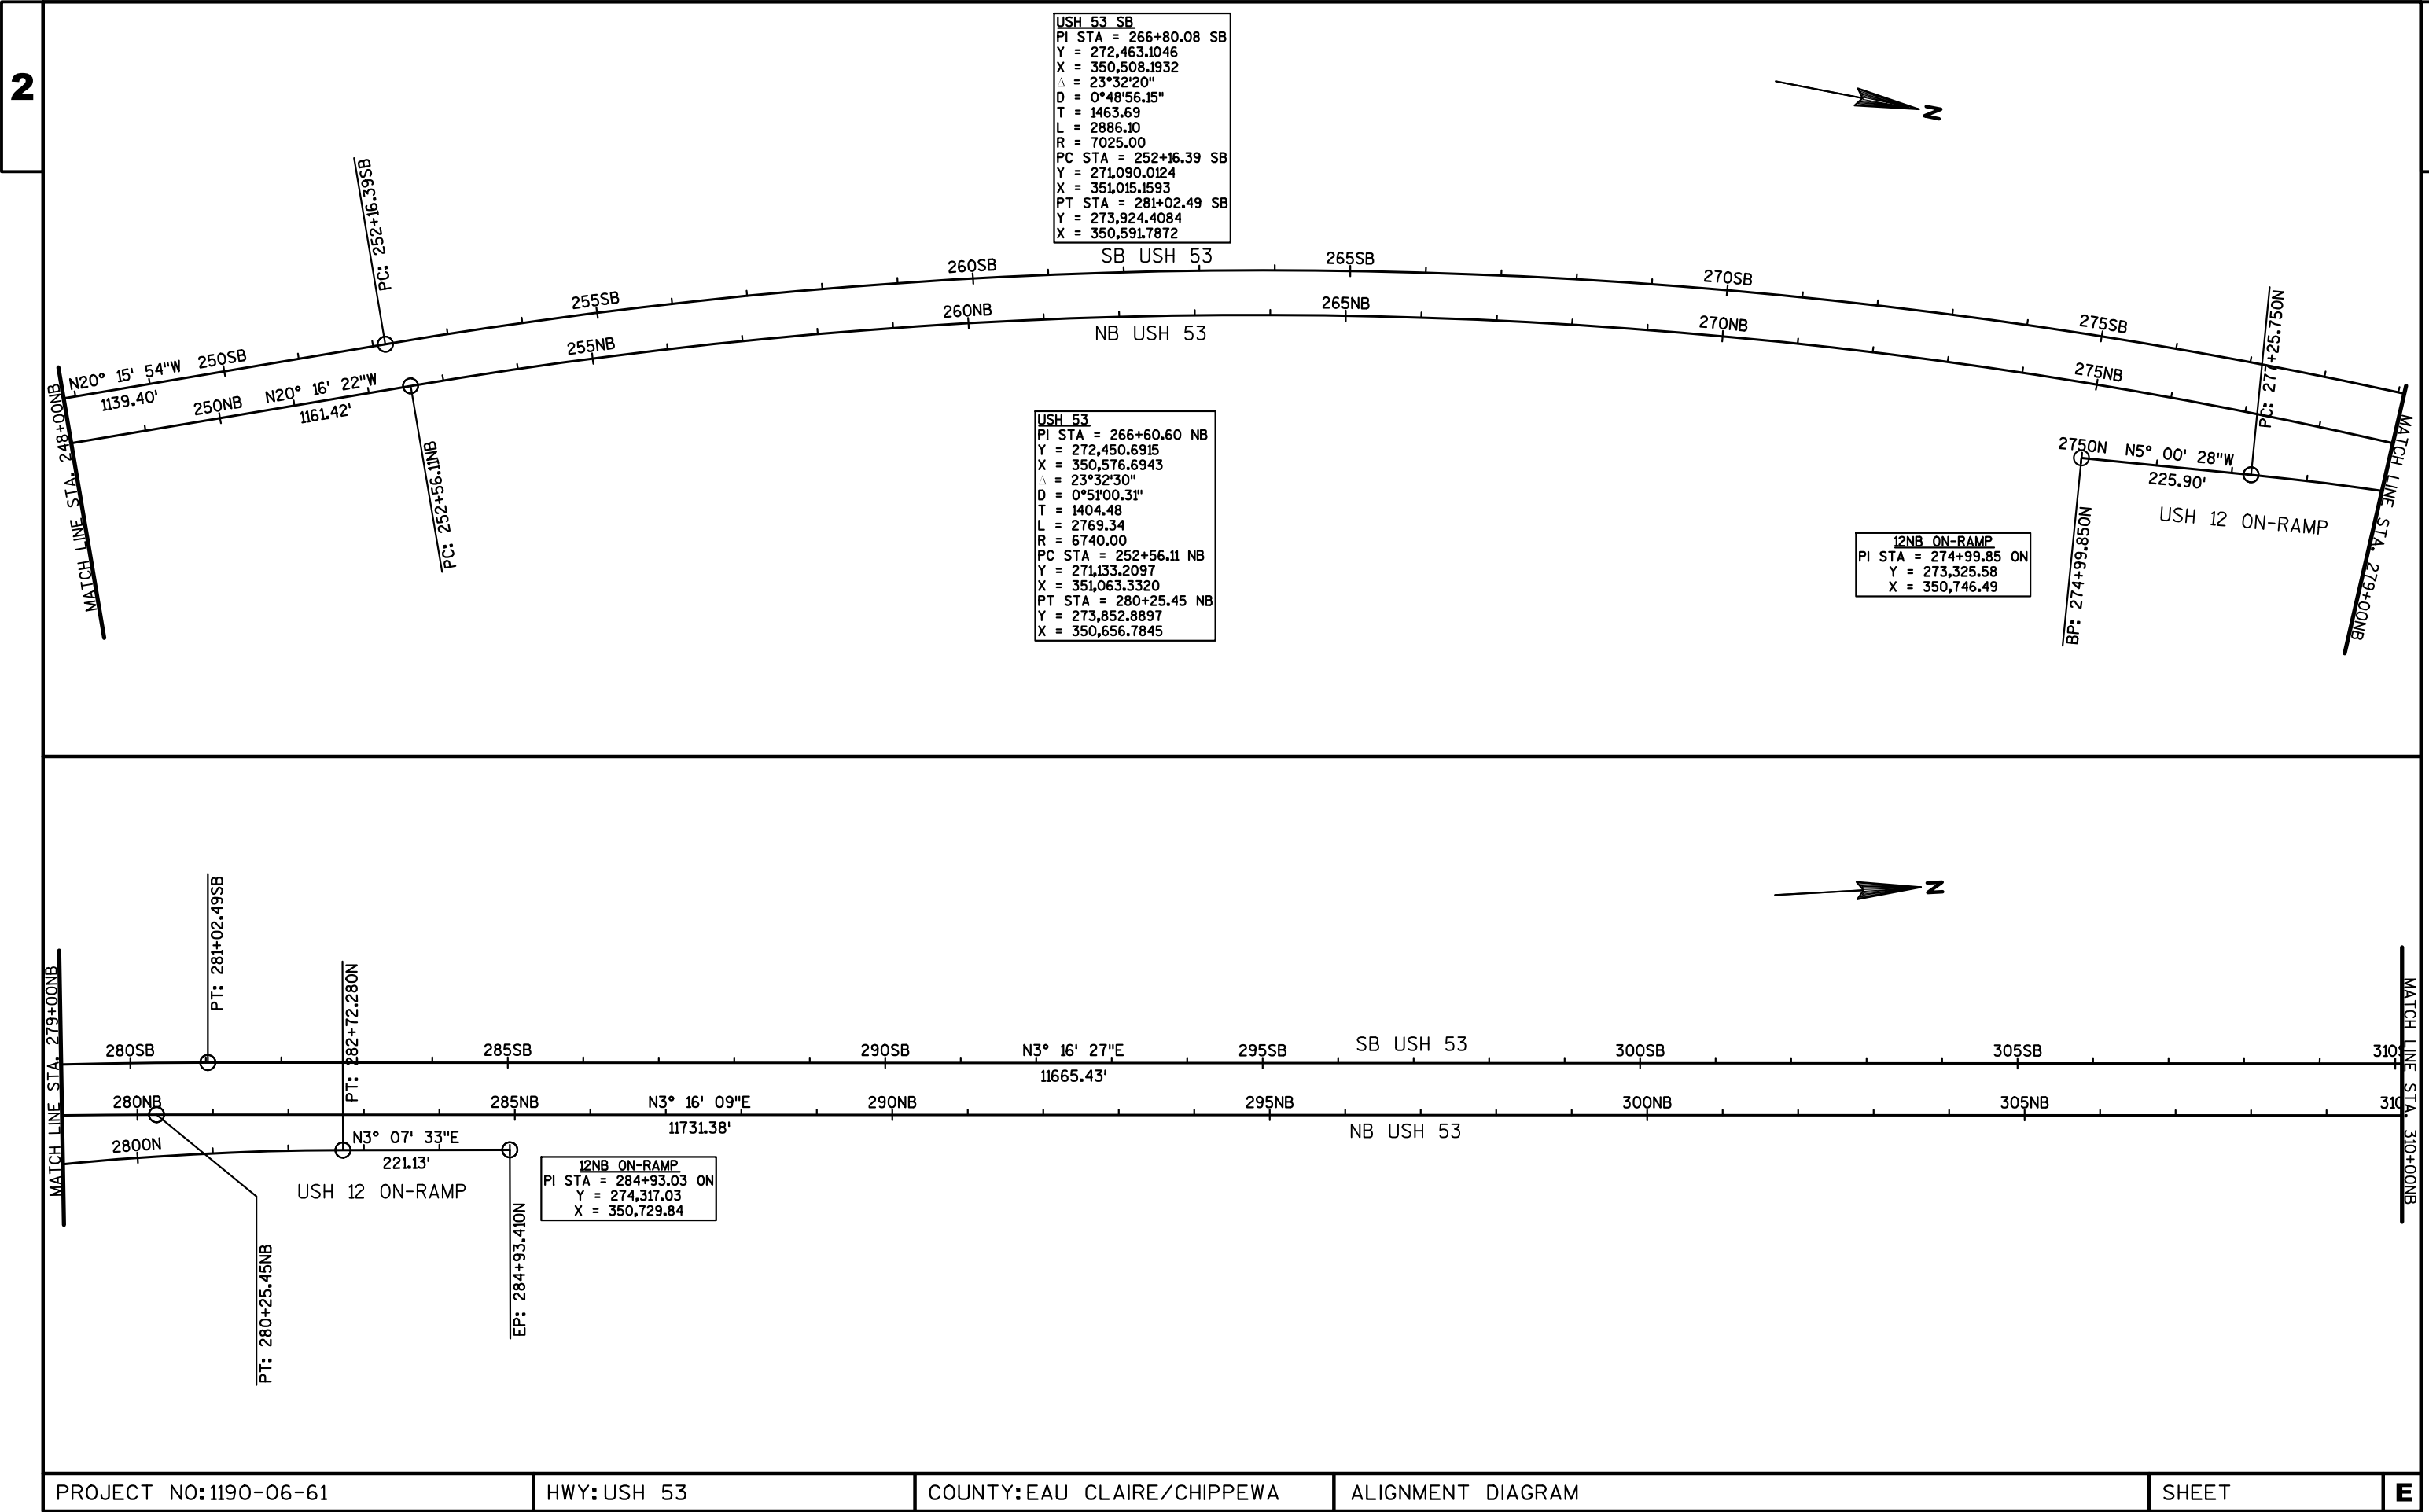 2
USH 53 SB
PI STA = 266+80.08 SB
Y = 272,463.1046
X = 350,508.1932
Δ = 23°32'20"
D = 0°48'56.15"
T = 1463.69
L = 2886.10
R = 7025.00
PC STA = 252+16.39 SB
Y = 271,090.0124
X = 351,015.1593
PT STA = 281+02.49 SB
Y = 273,924.4084
X = 350,591.7872
N
SB USH 53
PC: 252+16.39SB
250SB
255SB
260SB
265SB
270SB
275SB
N20° 15' 54"W
1139.40'
NB USH 53
250NB
255NB
260NB
265NB
270NB
275NB
N20° 16' 22"W
1161.42'
PC: 252+56.11NB
MATCH LINE STA. 248+00NB
USH 53
PI STA = 266+60.60 NB
Y = 272,450.6915
X = 350,576.6943
Δ = 23°32'30"
D = 0°51'00.31"
T = 1404.48
L = 2769.34
R = 6740.00
PC STA = 252+56.11 NB
Y = 271,133.2097
X = 351,063.3320
PT STA = 280+25.45 NB
Y = 273,852.8897
X = 350,656.7845
PC: 277+25.75ON
275ON
N5° 00' 28"W
225.90'
USH 12 ON-RAMP
BP: 274+99.85ON
12NB ON-RAMP
PI STA = 274+99.85 ON
Y = 273,325.58
X = 350,746.49
MATCH LINE STA. 279+00NB
N
MATCH LINE STA. 279+00NB
PT: 281+02.49SB
PT: 282+72.28ON
280SB
285SB
290SB
N3° 16' 27"E
11665.43'
295SB
SB USH 53
300SB
305SB
280NB
285NB
N3° 16' 09"E
11731.38'
290NB
295NB
NB USH 53
300NB
305NB
310
280ON
N3° 07' 33"E
221.13'
USH 12 ON-RAMP
12NB ON-RAMP
PI STA = 284+93.03 ON
Y = 274,317.03
X = 350,729.84
EP: 284+93.41ON
PT: 280+25.45NB
MATCH LINE STA. 310+00NB
PROJECT NO:1190-06-61
HWY:USH 53
COUNTY:EAU CLAIRE/CHIPPEWA
ALIGNMENT DIAGRAM
SHEET
E